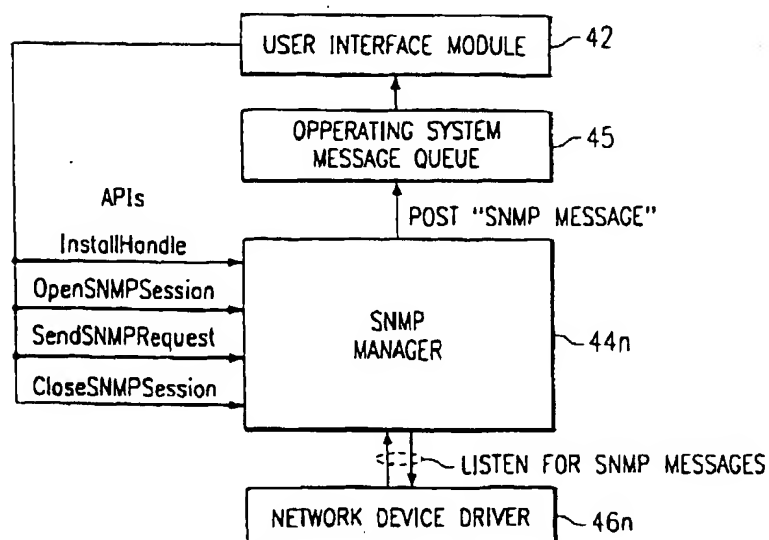 USER INTERFACE MODULE
42
OPPERATING SYSTEM
MESSAGE QUEUE
45
APIs
POST "SNMP MESSAGE"
InstallHandle
OpenSNMPSession
SendSNMPRequest
CloseSNMPSession
SNMP
MANAGER
44n
LISTEN FOR SNMP MESSAGES
NETWORK DEVICE DRIVER
46n